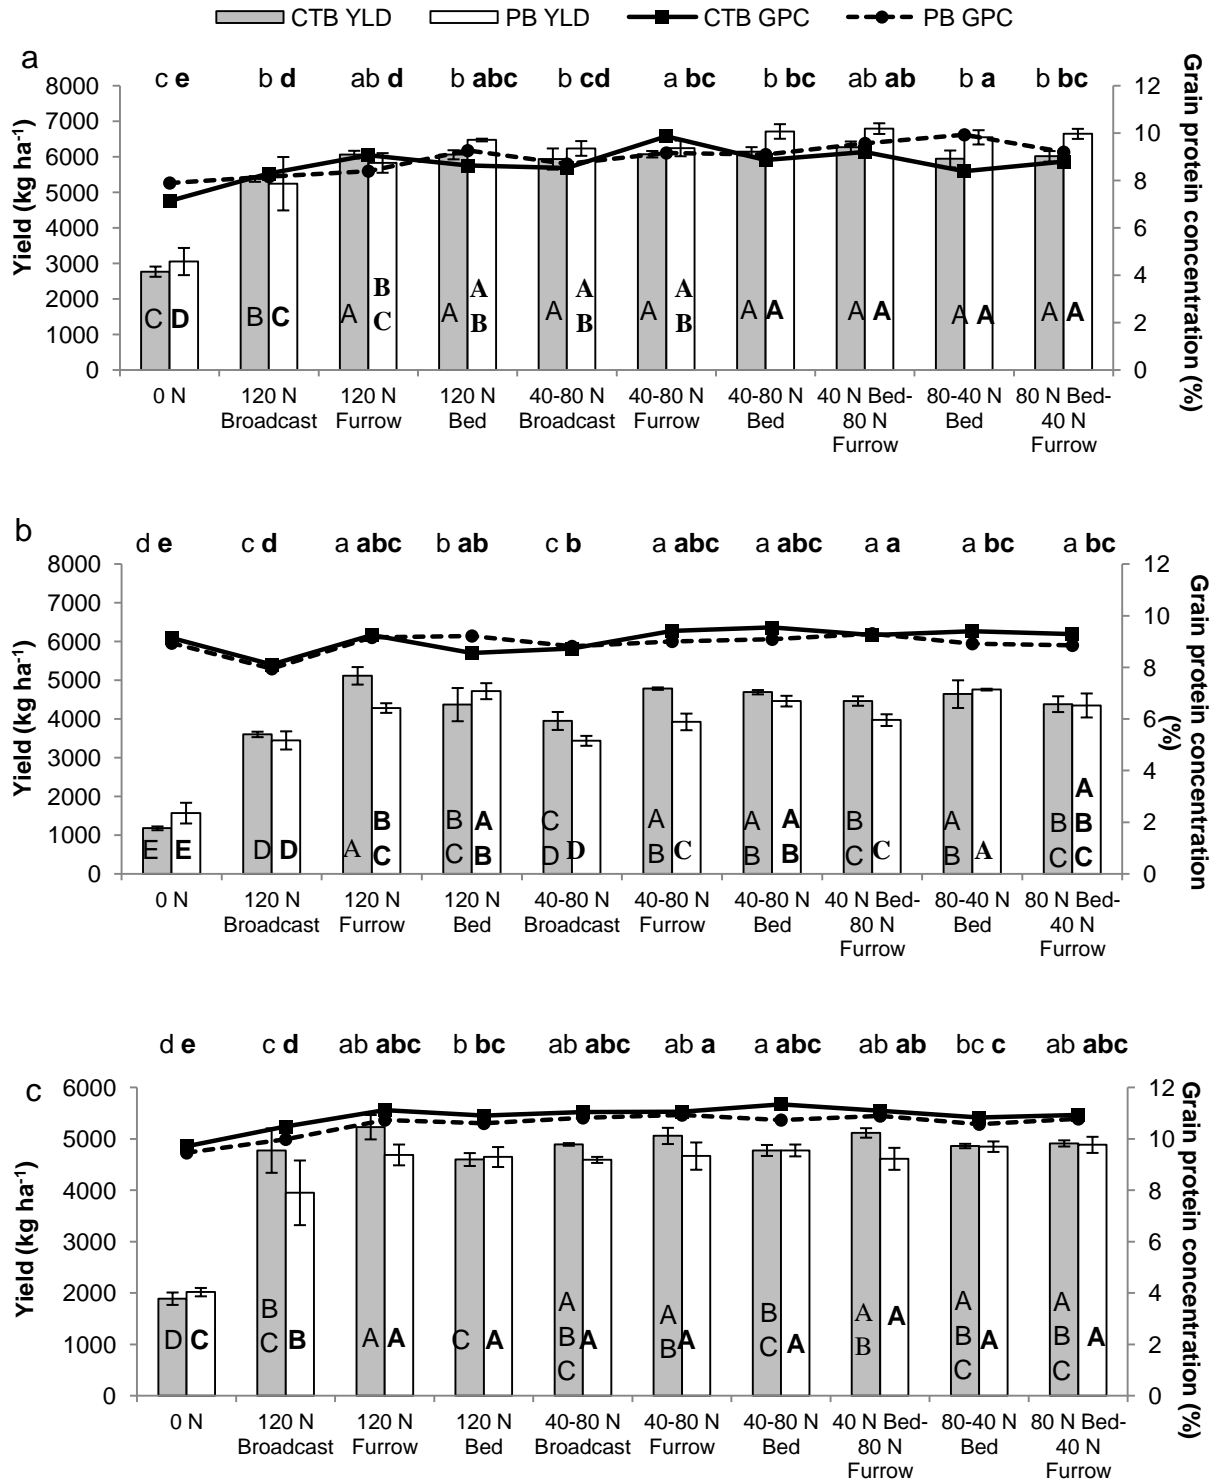 CTB YLD PB YLD CTB GPC PB GPC
a
c e b d ab d b abc b cd a bc b bc ab ab b a b bc
8000 12
7000
10
6000
8
5000
4000 6
3000
4
2000
2
1000
0 0
Yield (kg ha-1)
Grain protein concentration (%)
C D B C A B C A A B A A B A A B A A A A A A A A
0 N 120 N Broadcast 120 N Furrow 120 N Bed 40-80 N Broadcast 40-80 N Furrow 40-80 N Bed 40 N Bed-80 N Furrow 80-40 N Bed 80 N Bed-40 N Furrow
b
d e c d a abc b ab c b a abc a abc a a a bc a bc
8000 12
7000
10
6000
5000 8
4000 6
3000
4
2000
2
1000
0 0
Yield (kg ha-1)
Grain protein concentration (%)
E E D D A B C B C A B C D D A B C A B A B B C C A B A B C A B C
0 N 120 N Broadcast 120 N Furrow 120 N Bed 40-80 N Broadcast 40-80 N Furrow 40-80 N Bed 40 N Bed-80 N Furrow 80-40 N Bed 80 N Bed-40 N Furrow
c
d e c d ab abc b bc ab abc ab a a abc ab ab bc c ab abc
6000 12
5000 10
4000 8
3000 6
2000 4
1000 2
0 0
Yield (kg ha-1)
Grain protein concentration (%)
D C B C B A A C A A B C A A B A B C A A B A A B C A A B C A
0 N 120 N Broadcast 120 N Furrow 120 N Bed 40-80 N Broadcast 40-80 N Furrow 40-80 N Bed 40 N Bed-80 N Furrow 80-40 N Bed 80 N Bed-40 N Furrow